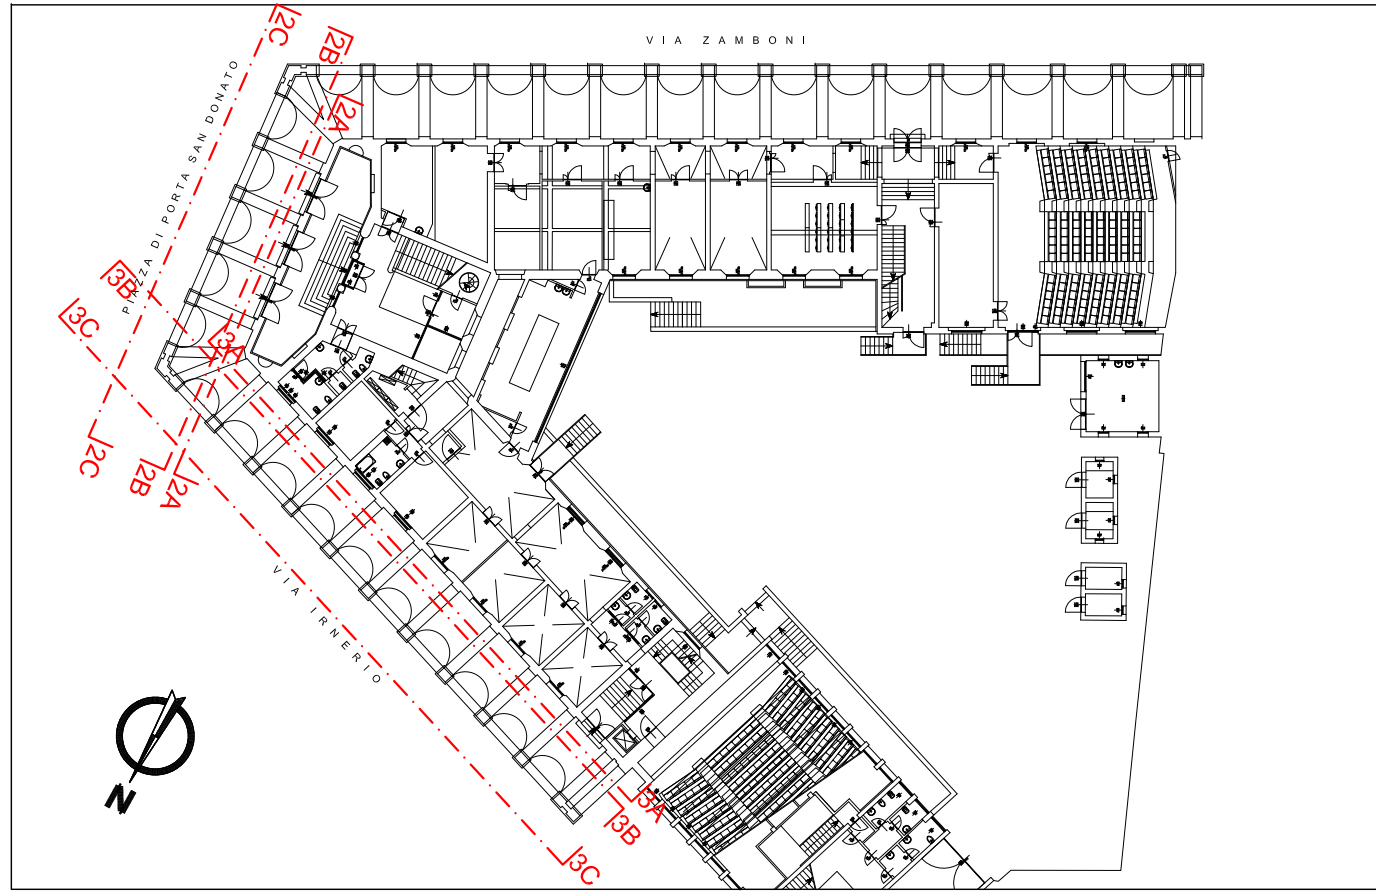 VIA ZAMBONI
2C
2B
2A
PIAZZA DI PORTA SAN DONATO
3B
3C
3A
2C
2B
2A
VIA IRNERIO
3A
3B
3C
N